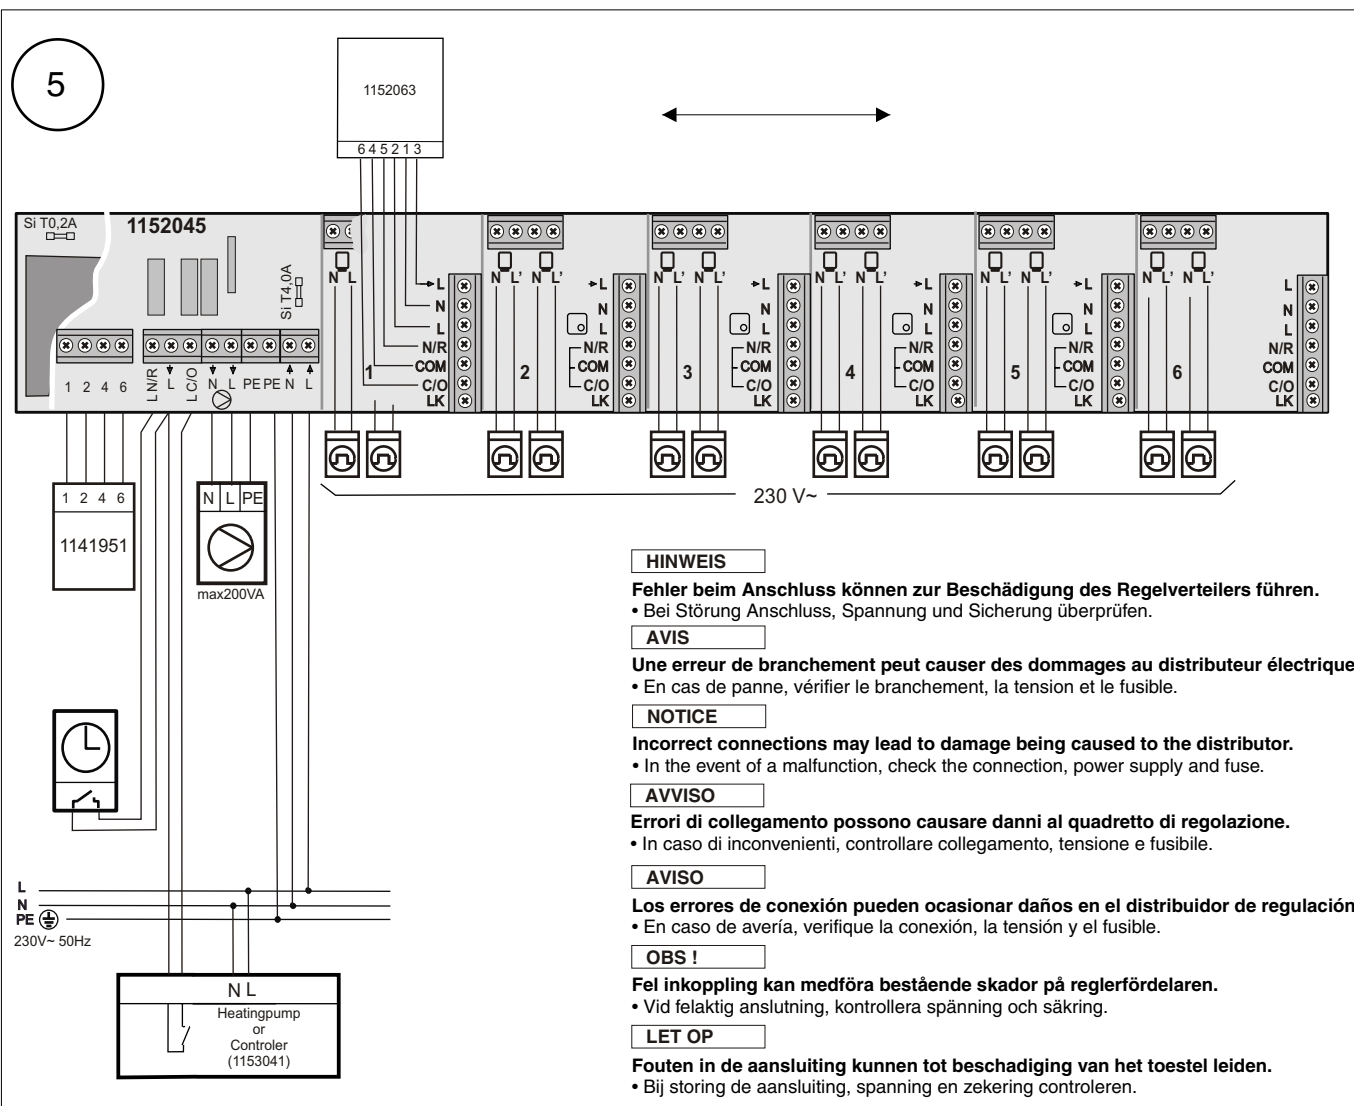 5
1152063
6 4 5 2 1 3
Si T0,2A
1152045
Si T4,0A
N L N L' N L' N L' N L' N L' N L' N L' N L' N L' N L'
L L L L L L
N N N N N N
L L L L L L
N/R N/R N/R N/R N/R N/R
COM COM COM COM COM COM
C/O C/O C/O C/O C/O C/O
LK LK LK LK LK
1 2 3 4 5 6
1 2 4 6 L N/R L L C/O N L PE PE N L
1 2 4 6
1141951
N L PE
max200VA
230 V~
HINWEIS
Fehler beim Anschluss können zur Beschädigung des Regelverteilers führen.
• Bei Störung Anschluss, Spannung und Sicherung überprüfen.
AVIS
Une erreur de branchement peut causer des dommages au distributeur électrique
• En cas de panne, vérifier le branchement, la tension et le fusible.
NOTICE
Incorrect connections may lead to damage being caused to the distributor.
• In the event of a malfunction, check the connection, power supply and fuse.
AVVISO
Errori di collegamento possono causare danni al quadretto di regolazione.
• In caso di inconvenienti, controllare collegamento, tensione e fusibile.
AVISO
Los errores de conexión pueden ocasionar daños en el distribuidor de regulación
• En caso de avería, verifique la conexión, la tensión y el fusible.
OBS !
Fel inkoppling kan medföra bestående skador på reglerfördelaren.
• Vid felaktig anslutning, kontrollera spänning och säkring.
LET OP
Fouten in de aansluiting kunnen tot beschadiging van het toestel leiden.
• Bij storing de aansluiting, spanning en zekering controleren.
L
N
PE
230V~ 50Hz
N L
Heatingpump
or
Controler
(1153041)